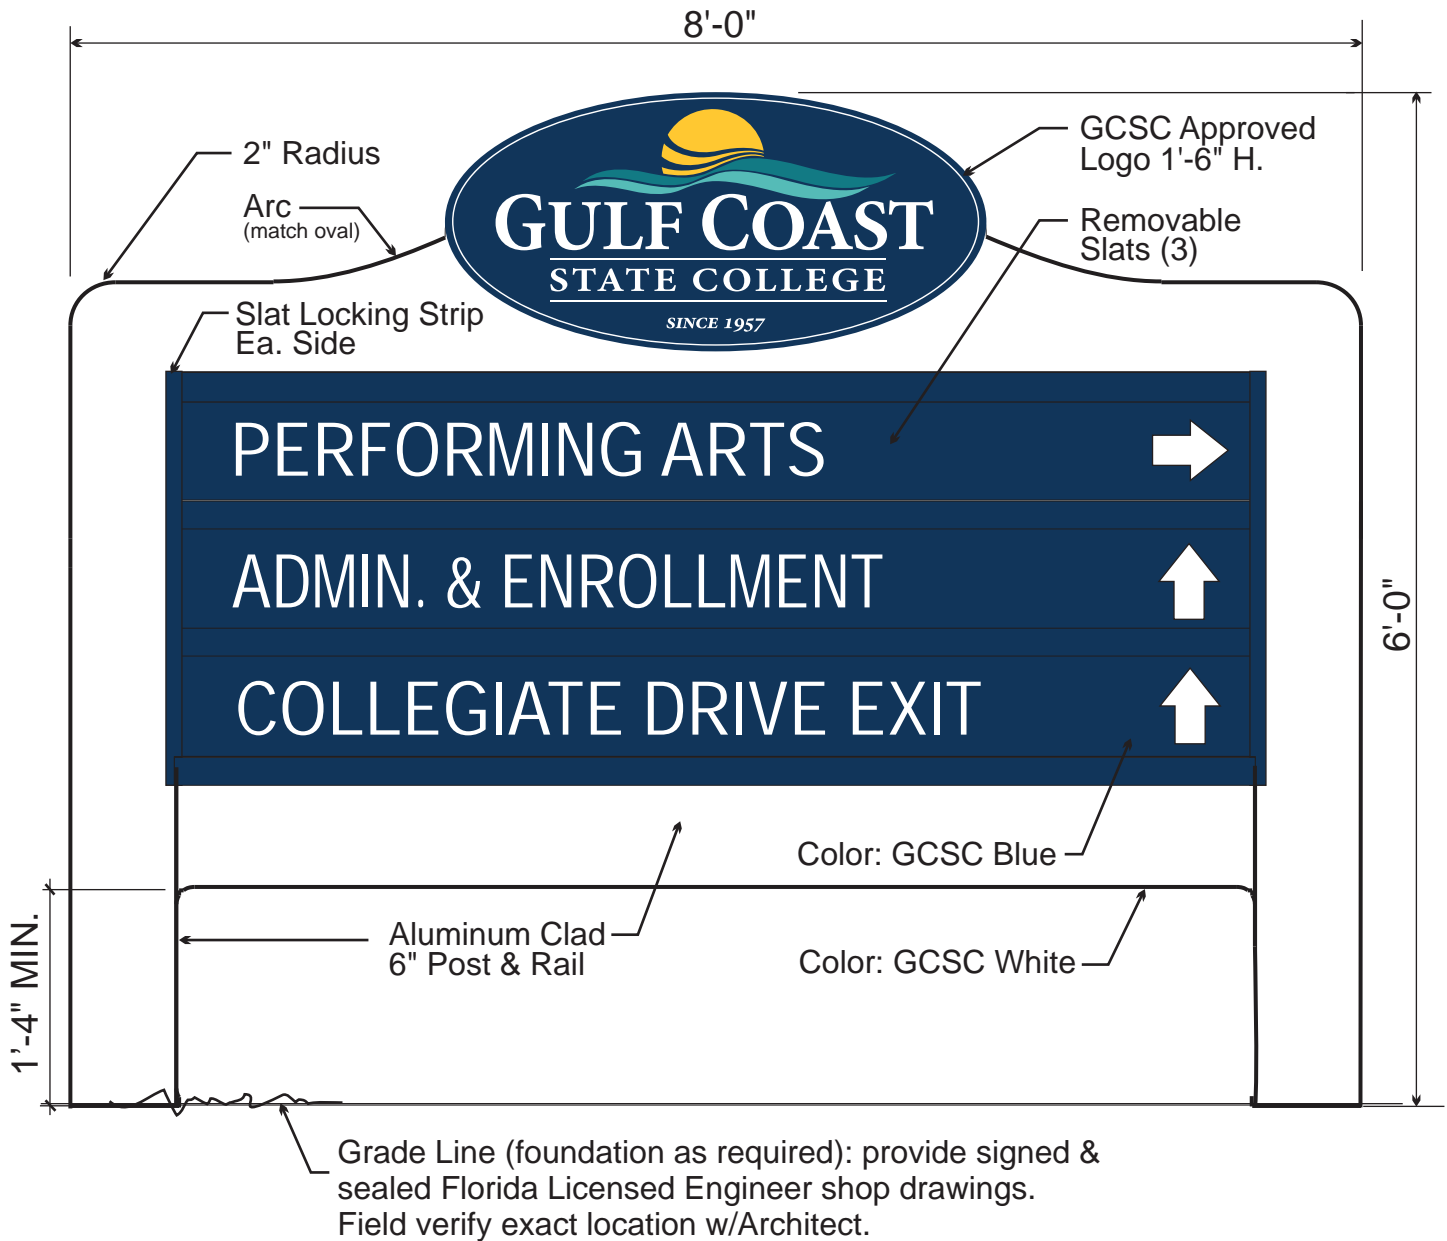 8'-0"
2" Radius
Arc
(match oval)
GCSC Approved
Logo 1'-6" H.
Removable
Slats (3)
GULF COAST
STATE COLLEGE
SINCE 1957
Slat Locking Strip
Ea. Side
PERFORMING ARTS
ADMIN. & ENROLLMENT
COLLEGIATE DRIVE EXIT
6'-0"
Color: GCSC Blue
1'-4" MIN.
Aluminum Clad
6" Post & Rail
Color: GCSC White
Grade Line (foundation as required): provide signed &
sealed Florida Licensed Engineer shop drawings.
Field verify exact location w/Architect.